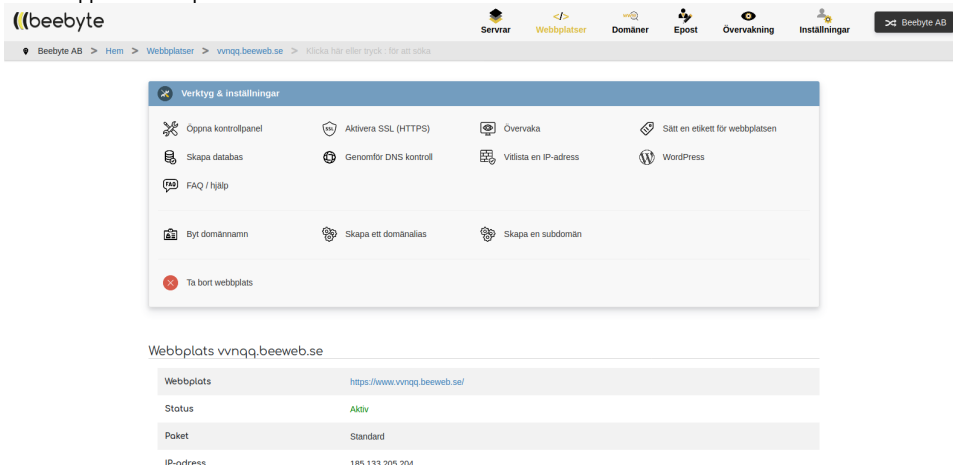 ((beebyte
Servrar Webbplatser Domäner Epost Övervakning Inställningar Beebyte AB
Beebyte AB > Hem > Webbplatser > vvnqq.beeweb.se > Klicka här eller tryck . för att söka
Verktyg & inställningar
Öppna kontrollpanel SSL Aktivera SSL (HTTPS) Övervaka Sätt en etikett för webbplatsen
Skapa databas Genomför DNS kontroll Vitlista en IP-adress WordPress
FAQ FAQ / hjälp
Byt domännamn Skapa ett domänalias Skapa en subdomän
Ta bort webbplats
Webbplats vvnqq.beeweb.se
Webbplats https://www.vvnqq.beeweb.se/
Status Aktiv
Paket Standard
IP-adress 185.133.205.204